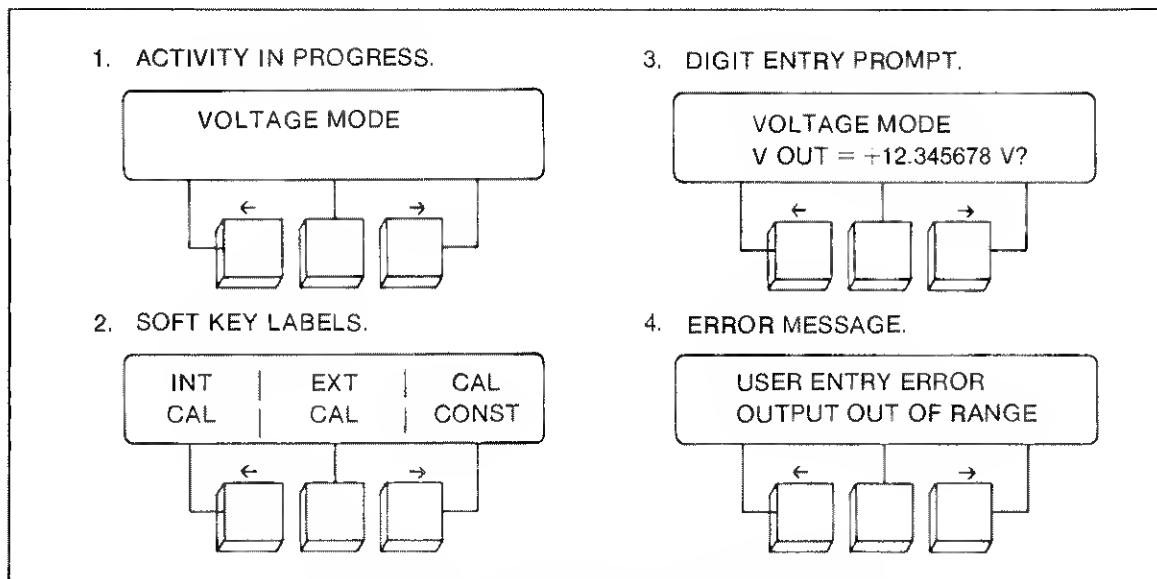 1. ACTIVITY IN PROGRESS.
VOLTAGE MODE
← →
2. SOFT KEY LABELS.
INT | EXT | CAL
CAL | CAL | CONST
← →
3. DIGIT ENTRY PROMPT.
VOLTAGE MODE
V OUT = +12.345678 V?
← →
4. ERROR MESSAGE.
USER ENTRY ERROR
OUTPUT OUT OF RANGE
← →